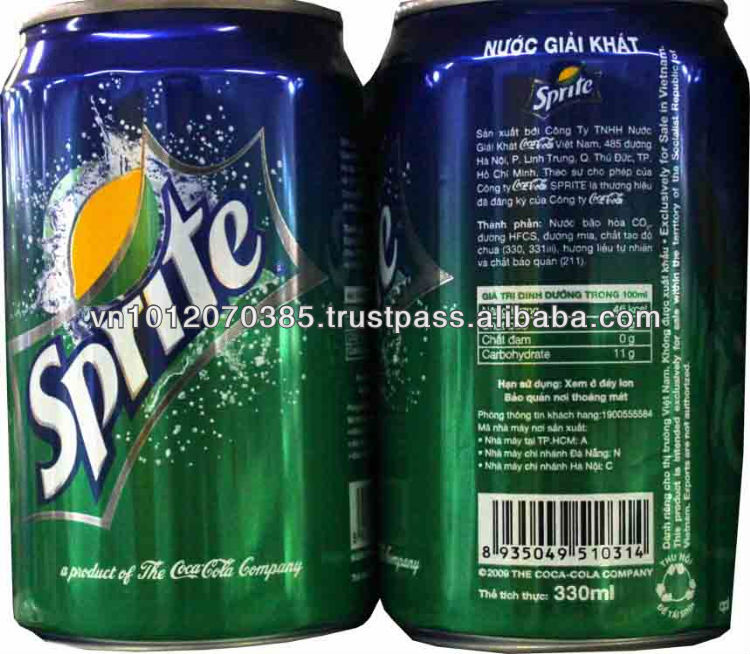 Sprite
a product of The Coca-Cola Company
NƯỚC GIẢI KHÁT
Sprite
Sản xuất bởi Công Ty TNHH Nước
Giải Khát Coca-Cola Việt Nam, 485 đường
Hà Nội, P. Linh Trung, Q. Thủ Đức, TP.
Hồ Chí Minh. Theo sự cho phép của
Công ty Coca-Cola SPRITE là thương hiệu
đã đăng ký của Công ty Coca-Cola
Thành phần: Nước bão hòa CO2,
đường HFCS, đường mía, chất tạo độ
chua (330, 331iii), hương liệu tự nhiên
và chất bảo quản (211).
GIÁ TRỊ DINH DƯỠNG TRONG 100ml
46 kcal
vn1012070385.trustpass.alibaba.com
Chất đạm 0 g
Carbohydrate 11 g
Hạn sử dụng: Xem ở đáy lon
Bảo quản nơi thoáng mát
Phòng thông tin khách hàng:1900555584
Mã nhà máy nơi sản xuất:
• Nhà máy tại TP.HCM: A
• Nhà máy chi nhánh Đà Nẵng: N
• Nhà máy chi nhánh Hà Nội: C
8 935049 510314
©2009 THE COCA-COLA COMPANY
Thể tích thực: 330ml
Dành riêng cho thị trường Việt Nam. Không được xuất khẩu • Exclusively for Sale in Vietnam.
This product is intended exclusively for sale within the territory of the Socialist Republic of
Vietnam. Exports are not authorized.
THU HỒI
ĐỂ TÁI SINH
Company